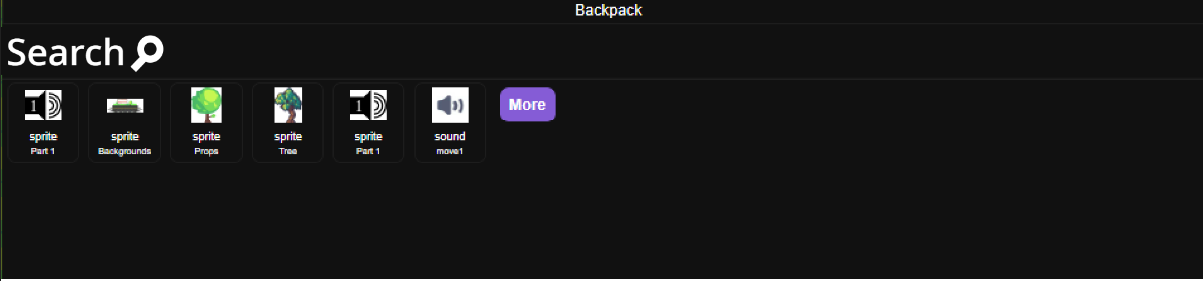 Backpack
Search
1
sprite
Part 1
sprite
Backgrounds
sprite
Props
sprite
Tree
1
sprite
Part 1
sound
move1
More